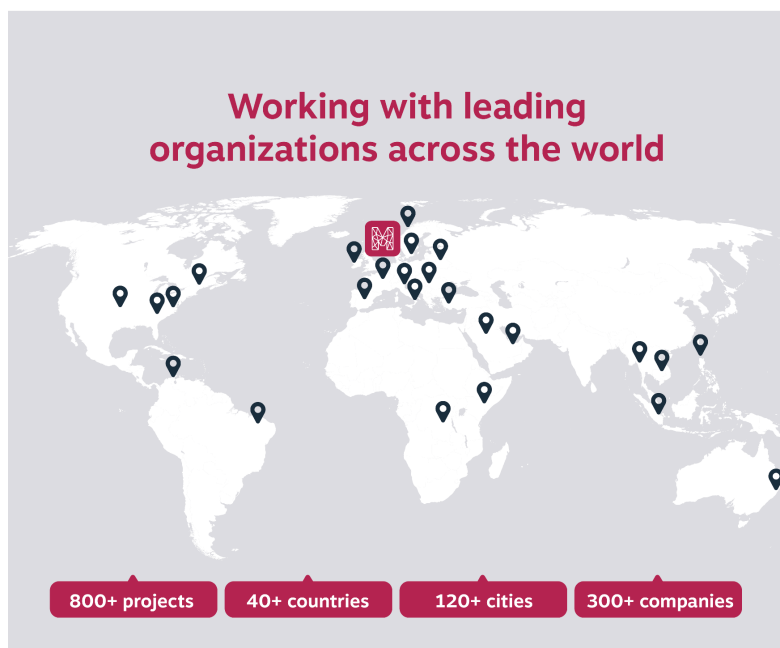 Working with leading
organizations across the world
800+ projects
40+ countries
120+ cities
300+ companies